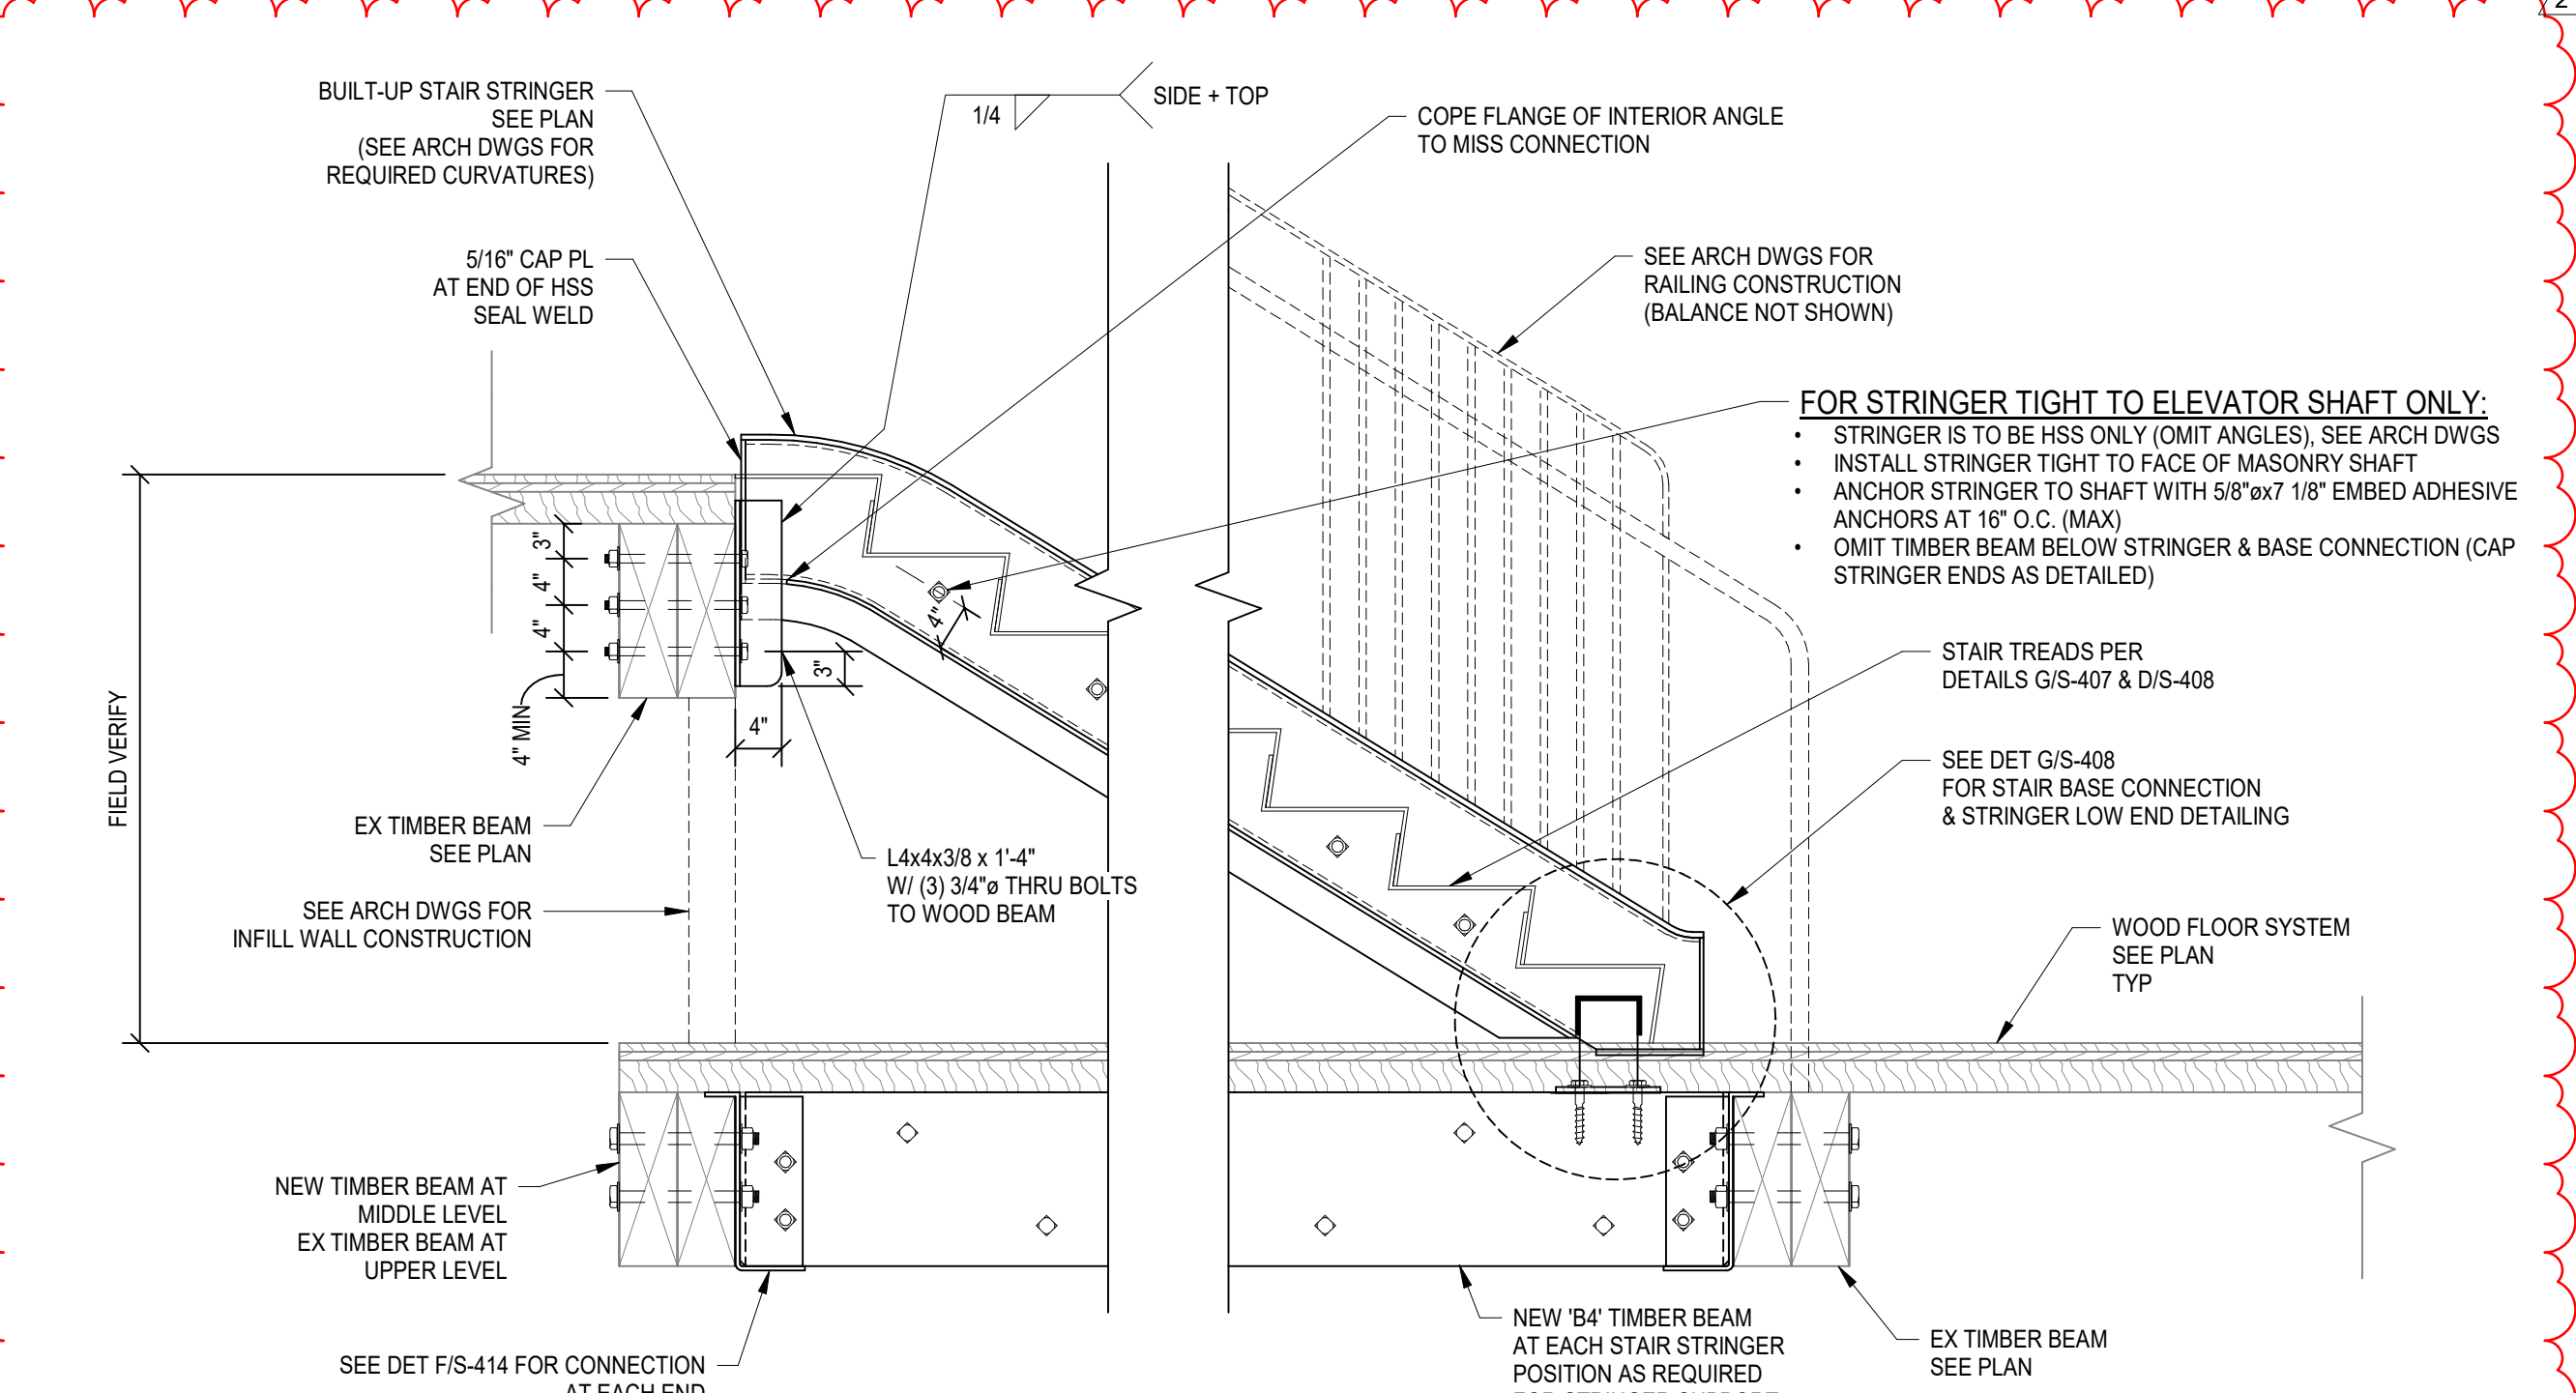 2
BUILT-UP STAIR STRINGER
SEE PLAN
(SEE ARCH DWGS FOR
REQUIRED CURVATURES)
1/4
SIDE + TOP
COPE FLANGE OF INTERIOR ANGLE
TO MISS CONNECTION
5/16" CAP PL
AT END OF HSS
SEAL WELD
SEE ARCH DWGS FOR
RAILING CONSTRUCTION
(BALANCE NOT SHOWN)
FOR STRINGER TIGHT TO ELEVATOR SHAFT ONLY:
• STRINGER IS TO BE HSS ONLY (OMIT ANGLES), SEE ARCH DWGS
• INSTALL STRINGER TIGHT TO FACE OF MASONRY SHAFT
• ANCHOR STRINGER TO SHAFT WITH 5/8"øx7 1/8" EMBED ADHESIVE
ANCHORS AT 16" O.C. (MAX)
• OMIT TIMBER BEAM BELOW STRINGER & BASE CONNECTION (CAP
STRINGER ENDS AS DETAILED)
3"
4"
4"
4" MIN
4"
3"
4"
FIELD VERIFY
STAIR TREADS PER
DETAILS G/S-407 & D/S-408
SEE DET G/S-408
FOR STAIR BASE CONNECTION
& STRINGER LOW END DETAILING
EX TIMBER BEAM
SEE PLAN
L4x4x3/8 x 1'-4"
W/ (3) 3/4"ø THRU BOLTS
TO WOOD BEAM
SEE ARCH DWGS FOR
INFILL WALL CONSTRUCTION
WOOD FLOOR SYSTEM
SEE PLAN
TYP
NEW TIMBER BEAM AT
MIDDLE LEVEL
EX TIMBER BEAM AT
UPPER LEVEL
NEW 'B4' TIMBER BEAM
AT EACH STAIR STRINGER
POSITION AS REQUIRED
FOR STRINGER SUPPORT
EX TIMBER BEAM
SEE PLAN
SEE DET F/S-414 FOR CONNECTION
AT EACH END